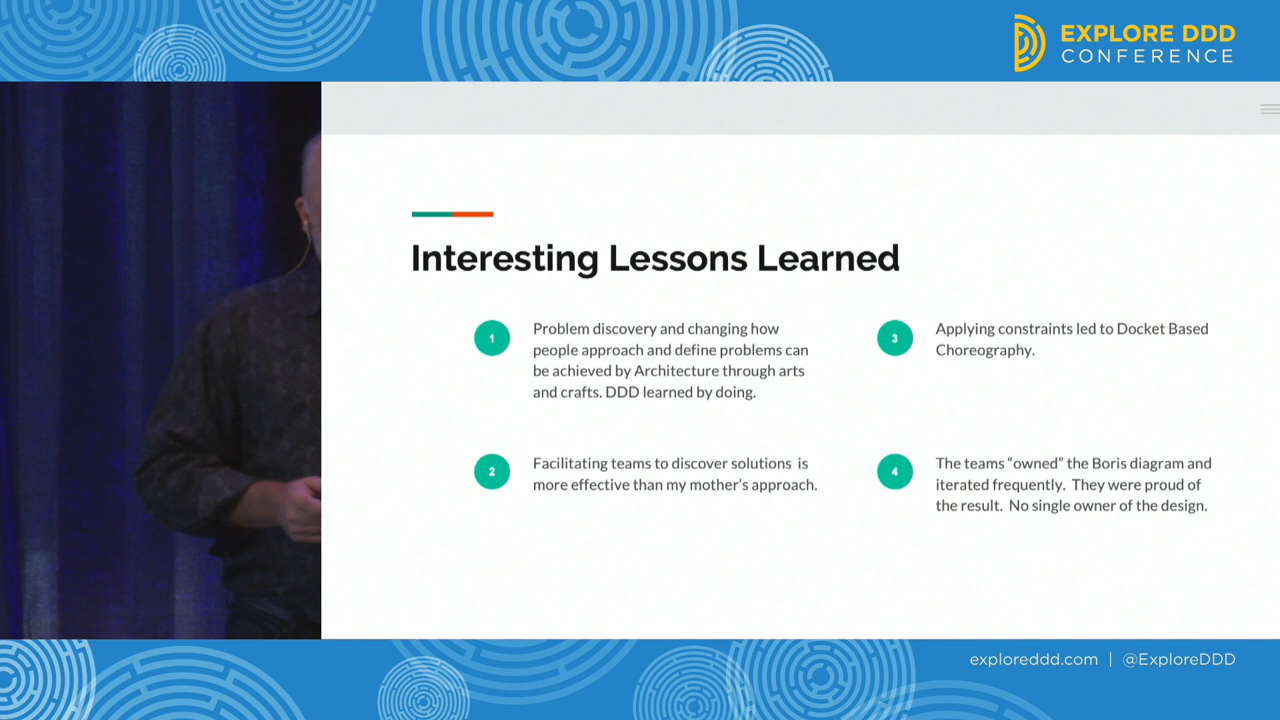 EXPLORE DDD
CONFERENCE
Interesting Lessons Learned
1
Problem discovery and changing how
people approach and define problems can
be achieved by Architecture through arts
and crafts. DDD learned by doing.
2
Facilitating teams to discover solutions  is
more effective than my mother's approach.
3
Applying constraints led to Docket Based
Choreography.
4
The teams “owned” the Boris diagram and
iterated frequently.  They were proud of
the result.  No single owner of the design.
exploreddd.com | @ExploreDDD